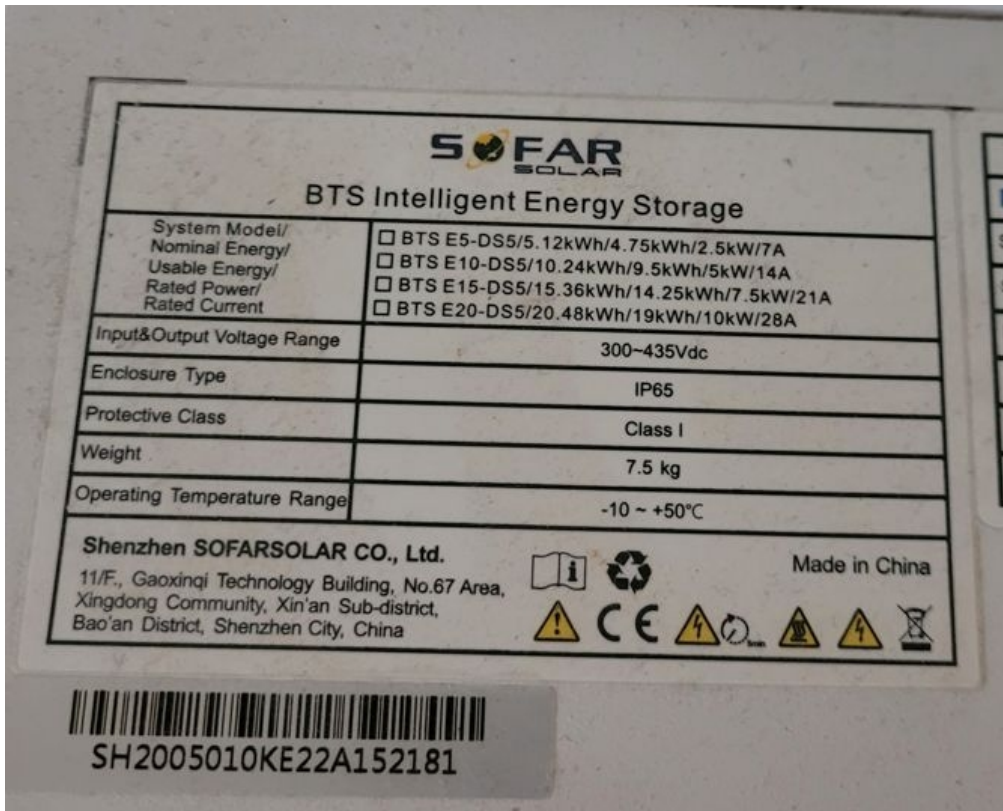 SOFAR
SOLAR
BTS Intelligent Energy Storage
System Model/
Nominal Energy/
Usable Energy/
Rated Power/
Rated Current
☐ BTS E5-DS5/5.12kWh/4.75kWh/2.5kW/7A
☐ BTS E10-DS5/10.24kWh/9.5kWh/5kW/14A
☐ BTS E15-DS5/15.36kWh/14.25kWh/7.5kW/21A
☐ BTS E20-DS5/20.48kWh/19kWh/10kW/28A
Input&Output Voltage Range 300~435Vdc
Enclosure Type IP65
Protective Class Class I
Weight 7.5 kg
Operating Temperature Range -10 ~ +50℃
Shenzhen SOFARSOLAR CO., Ltd.
11/F., Gaoxinqi Technology Building, No.67 Area,
Xingdong Community, Xin'an Sub-district,
Bao'an District, Shenzhen City, China
Made in China
CE
5min
SH2005010KE22A152181